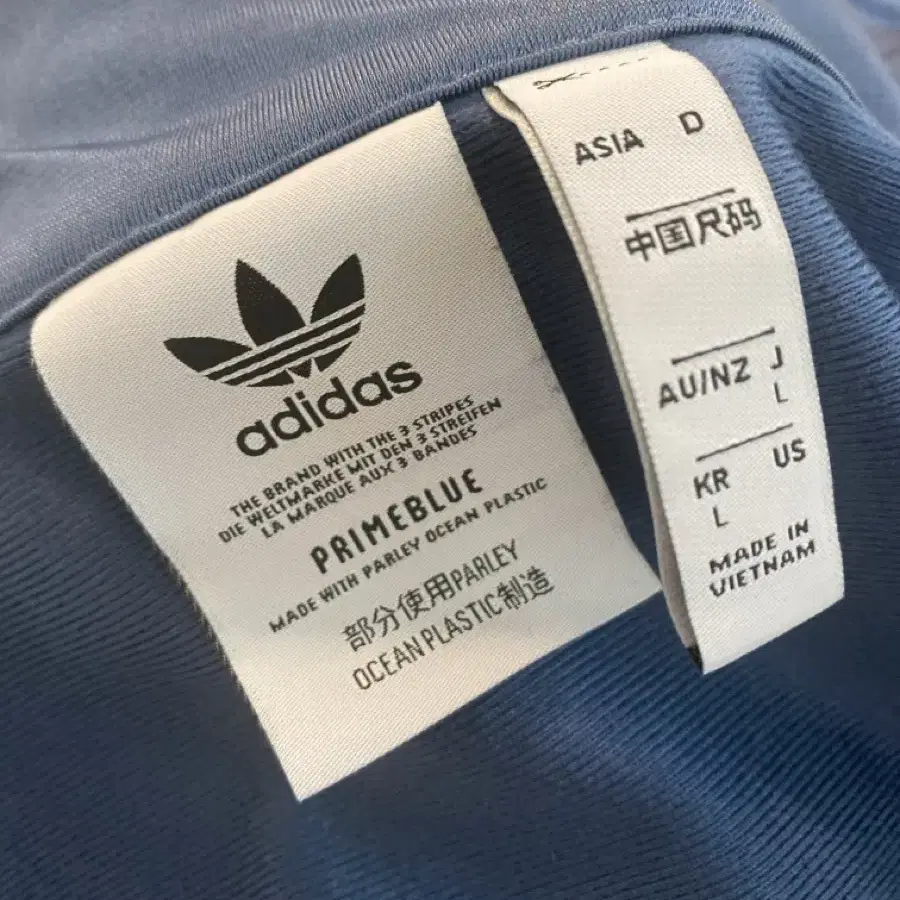 adidas
THE BRAND WITH THE 3 STRIPES
DIE WELTMARKE MIT DEN 3 STREIFEN
LA MARQUE AUX 3 BANDES
PRIMEBLUE
MADE WITH PARLEY OCEAN PLASTIC
部分使用PARLEY
OCEAN PLASTIC制造
ASIA D
中国尺码
AU/NZ J
L
KR US
L
MADE IN
VIETNAM